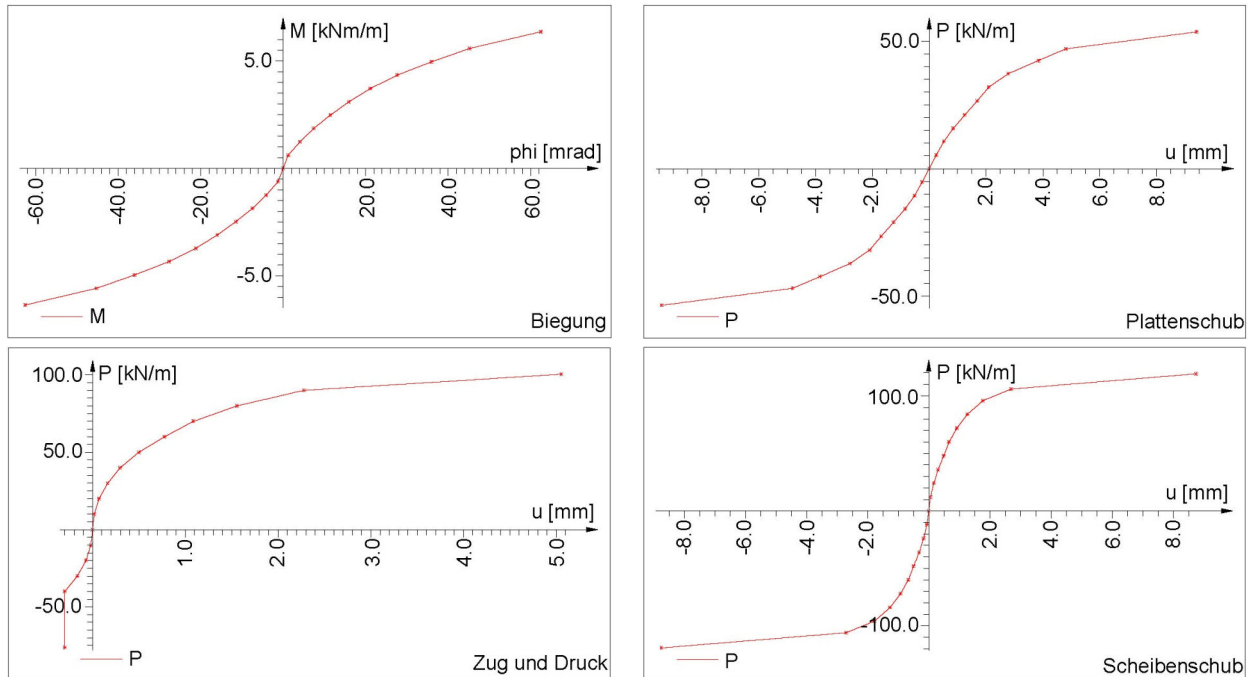 M [kNm/m]
5.0
phi [mrad]
-60.0
-40.0
-20.0
20.0
40.0
60.0
-5.0
M
Biegung
P [kN/m]
50.0
u [mm]
-8.0
-6.0
-4.0
-2.0
2.0
4.0
6.0
8.0
-50.0
P
Plattenschub
P [kN/m]
100.0
50.0
u [mm]
1.0
2.0
3.0
4.0
5.0
-50.0
P
Zug und Druck
P [kN/m]
100.0
u [mm]
-8.0
-6.0
-4.0
-2.0
2.0
4.0
6.0
8.0
-100.0
P
Scheibenschub